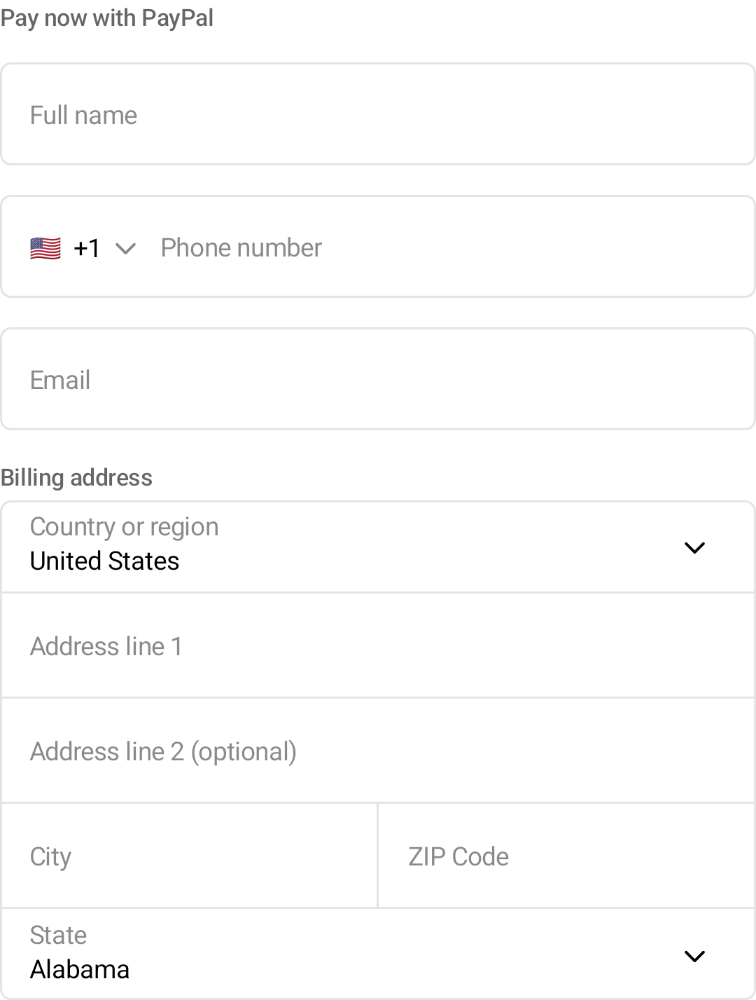 Pay now with PayPal
Full name
+1 Phone number
Email
Billing address
Country or region
United States
Address line 1
Address line 2 (optional)
City ZIP Code
State
Alabama